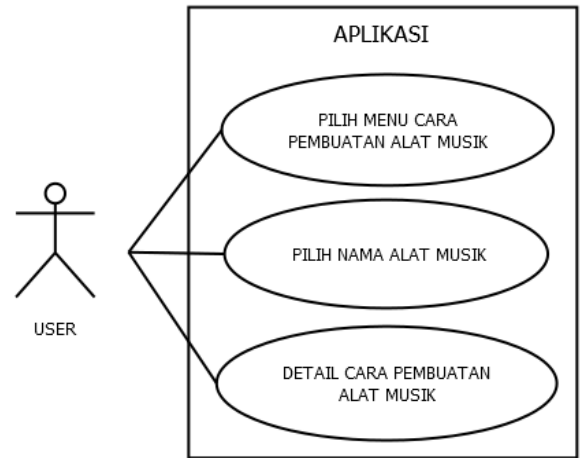 APLIKASI
PILIH MENU CARA
PEMBUATAN ALAT MUSIK
PILIH NAMA ALAT MUSIK
USER
DETAIL CARA PEMBUATAN
ALAT MUSIK